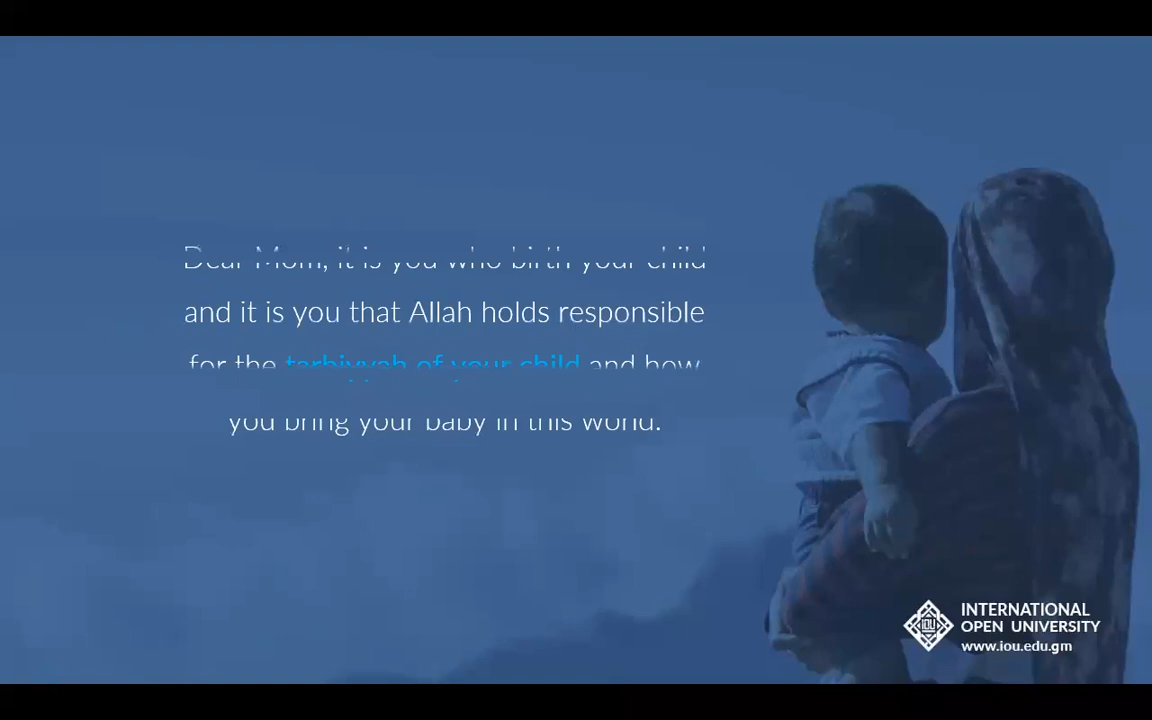 Dear Mom, it is you who birth your child
and it is you that Allah holds responsible
for the tarbiyyah of your child and how
you bring your baby in this world.
IOU
INTERNATIONAL
OPEN UNIVERSITY
www.iou.edu.gm